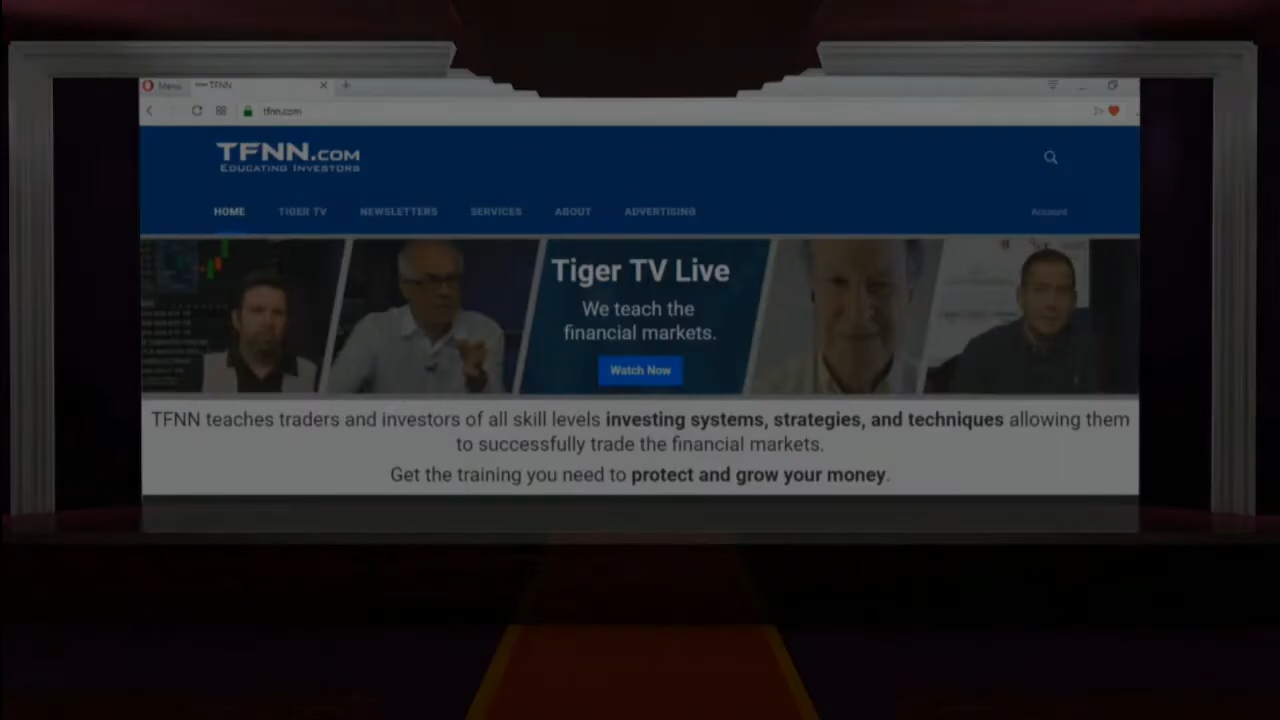 Menu
TFNN
tfnn.com
TFNN.COM
EDUCATING INVESTORS
HOME TIGER TV NEWSLETTERS SERVICES ABOUT ADVERTISING
Account
Tiger TV Live
We teach the
financial markets.
Watch Now
TFNN teaches traders and investors of all skill levels investing systems, strategies, and techniques allowing them
to successfully trade the financial markets.
Get the training you need to protect and grow your money.